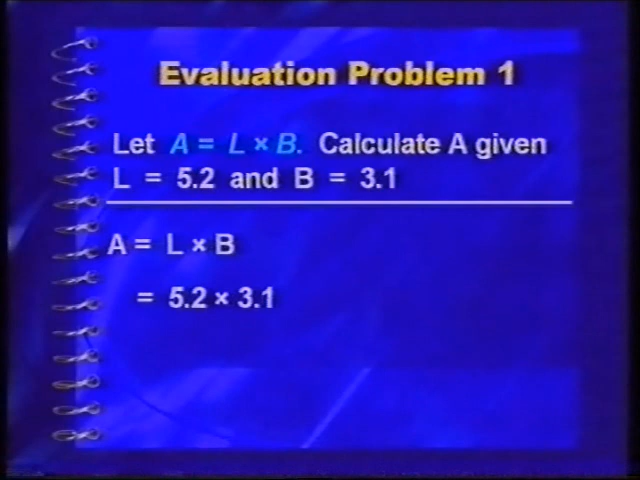 Evaluation Problem 1
Let A = L × B. Calculate A given
L = 5.2 and B = 3.1
A = L × B
= 5.2 × 3.1